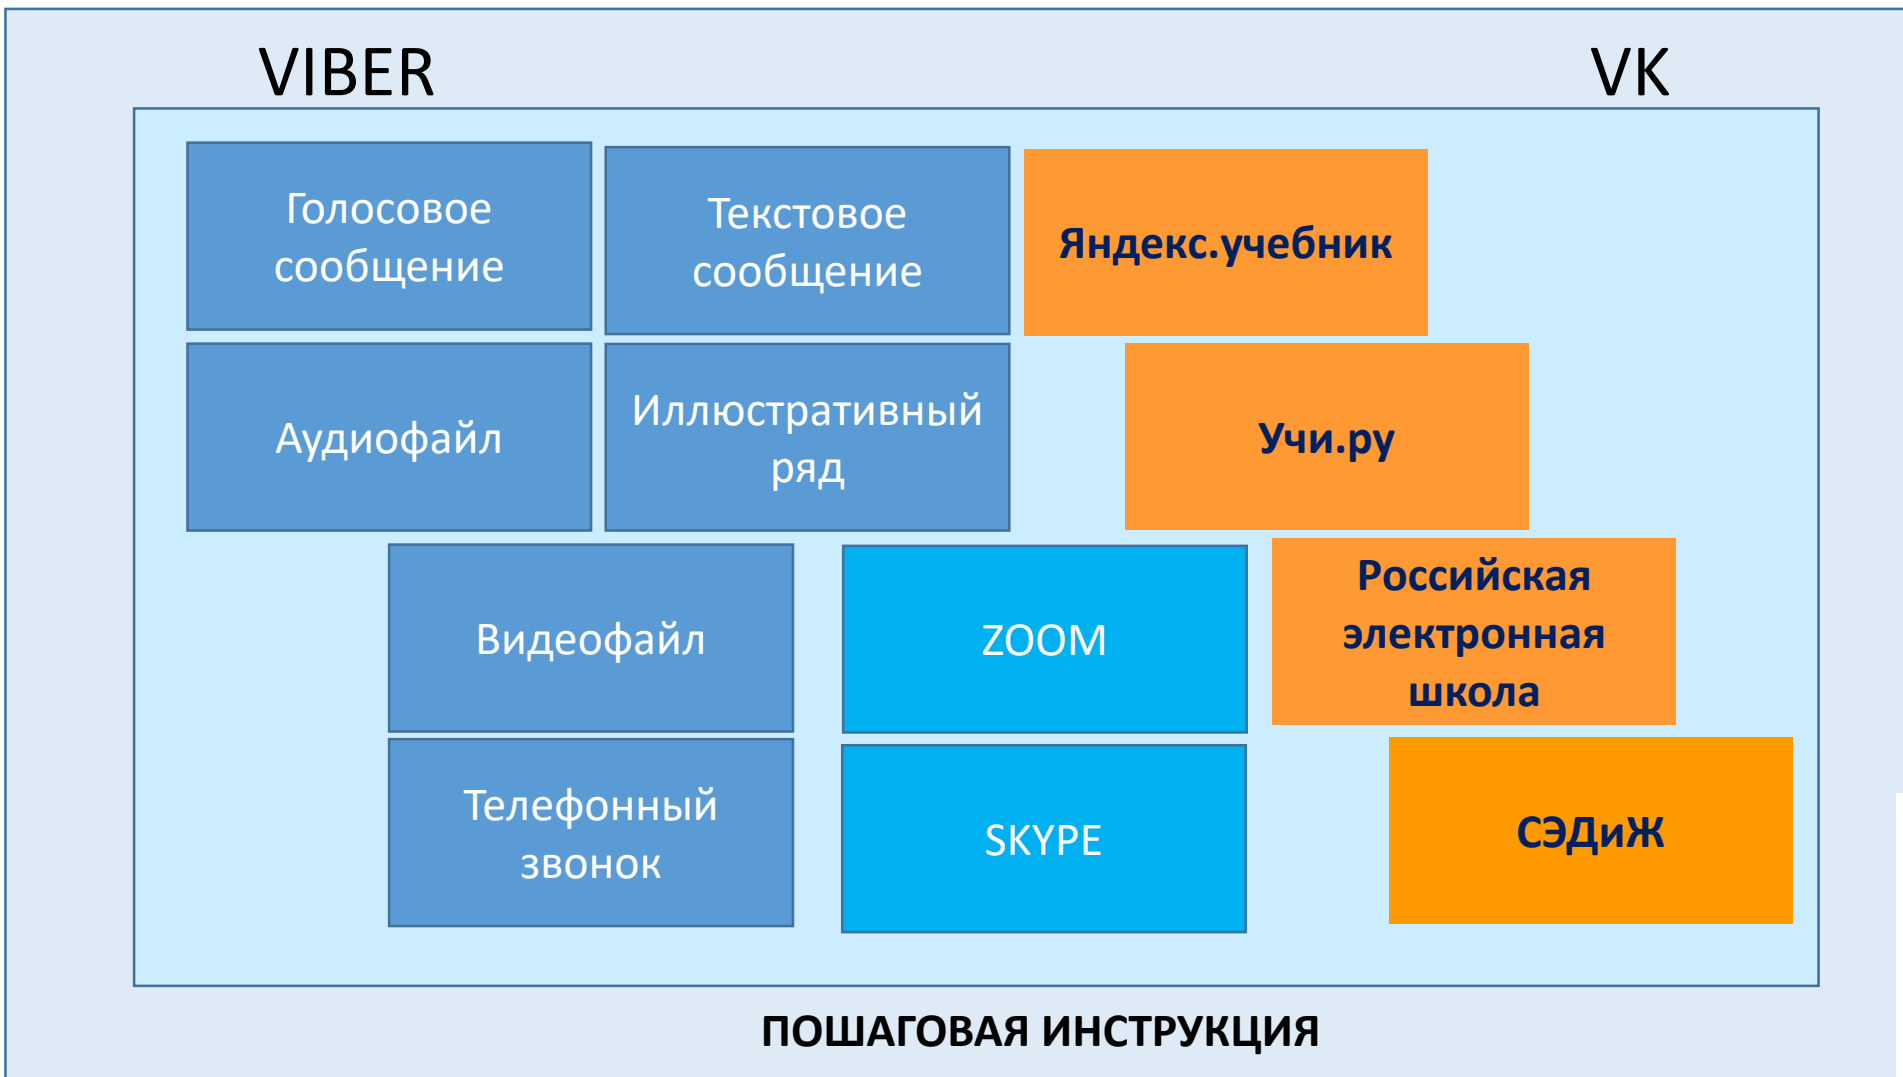 VIBER
VK
Голосовое
сообщение
Текстовое
сообщение
Яндекс.учебник
Аудиофайл
Иллюстративный
ряд
Учи.ру
Видеофайл
ZOOM
Российская
электронная
школа
Телефонный
звонок
SKYPE
СЭДиЖ
ПОШАГОВАЯ ИНСТРУКЦИЯ